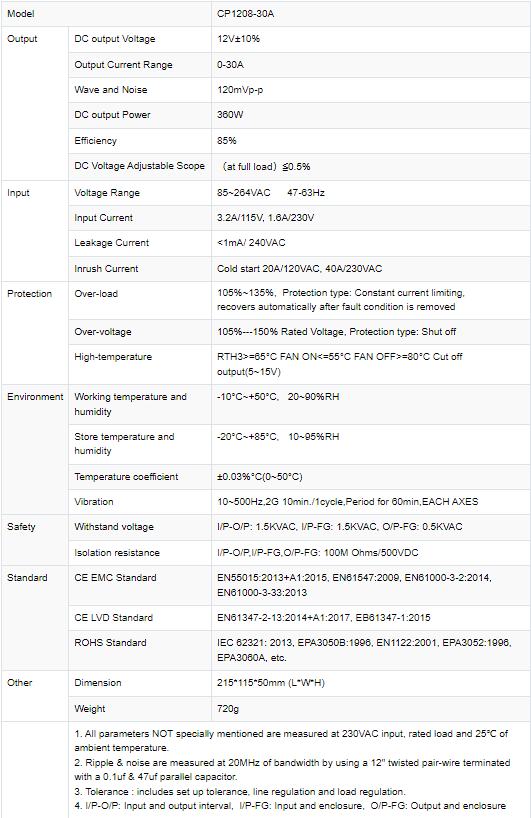 Model CP1208-30A
Output DC output Voltage 12V±10%
Output Current Range 0-30A
Wave and Noise 120mVp-p
DC output Power 360W
Efficiency 85%
DC Voltage Adjustable Scope （at full load）≦0.5%
Input Voltage Range 85~264VAC 47-63Hz
Input Current 3.2A/115V, 1.6A/230V
Leakage Current <1mA/ 240VAC
Inrush Current Cold start 20A/120VAC, 40A/230VAC
Protection Over-load 105%~135%, Protection type: Constant current limiting,
recovers automatically after fault condition is removed
Over-voltage 105%---150% Rated Voltage, Protection type: Shut off
High-temperature RTH3>=65°C FAN ON<=55°C FAN OFF>=80°C Cut off
output(5~15V)
Environment Working temperature and
humidity -10°C~+50°C, 20~90%RH
Store temperature and
humidity -20°C~+85°C, 10~95%RH
Temperature coefficient ±0.03%°C(0~50°C)
Vibration 10~500Hz,2G 10min./1cycle,Period for 60min,EACH AXES
Safety Withstand voltage I/P-O/P: 1.5KVAC, I/P-FG: 1.5KVAC, O/P-FG: 0.5KVAC
Isolation resistance I/P-O/P,I/P-FG,O/P-FG: 100M Ohms/500VDC
Standard CE EMC Standard EN55015:2013+A1:2015, EN61547:2009, EN61000-3-2:2014,
EN61000-3-33:2013
CE LVD Standard EN61347-2-13:2014+A1:2017, EB61347-1:2015
ROHS Standard IEC 62321: 2013, EPA3050B:1996, EN1122:2001, EPA3052:1996,
EPA3060A, etc.
Other Dimension 215*115*50mm (L*W*H)
Weight 720g
1. All parameters NOT specially mentioned are measured at 230VAC input, rated load and 25℃ of
ambient temperature.
2. Ripple & noise are measured at 20MHz of bandwidth by using a 12" twisted pair-wire terminated
with a 0.1uf & 47uf parallel capacitor.
3. Tolerance : includes set up tolerance, line regulation and load regulation.
4. I/P-O/P: Input and output interval, I/P-FG: Input and enclosure, O/P-FG: Output and enclosure